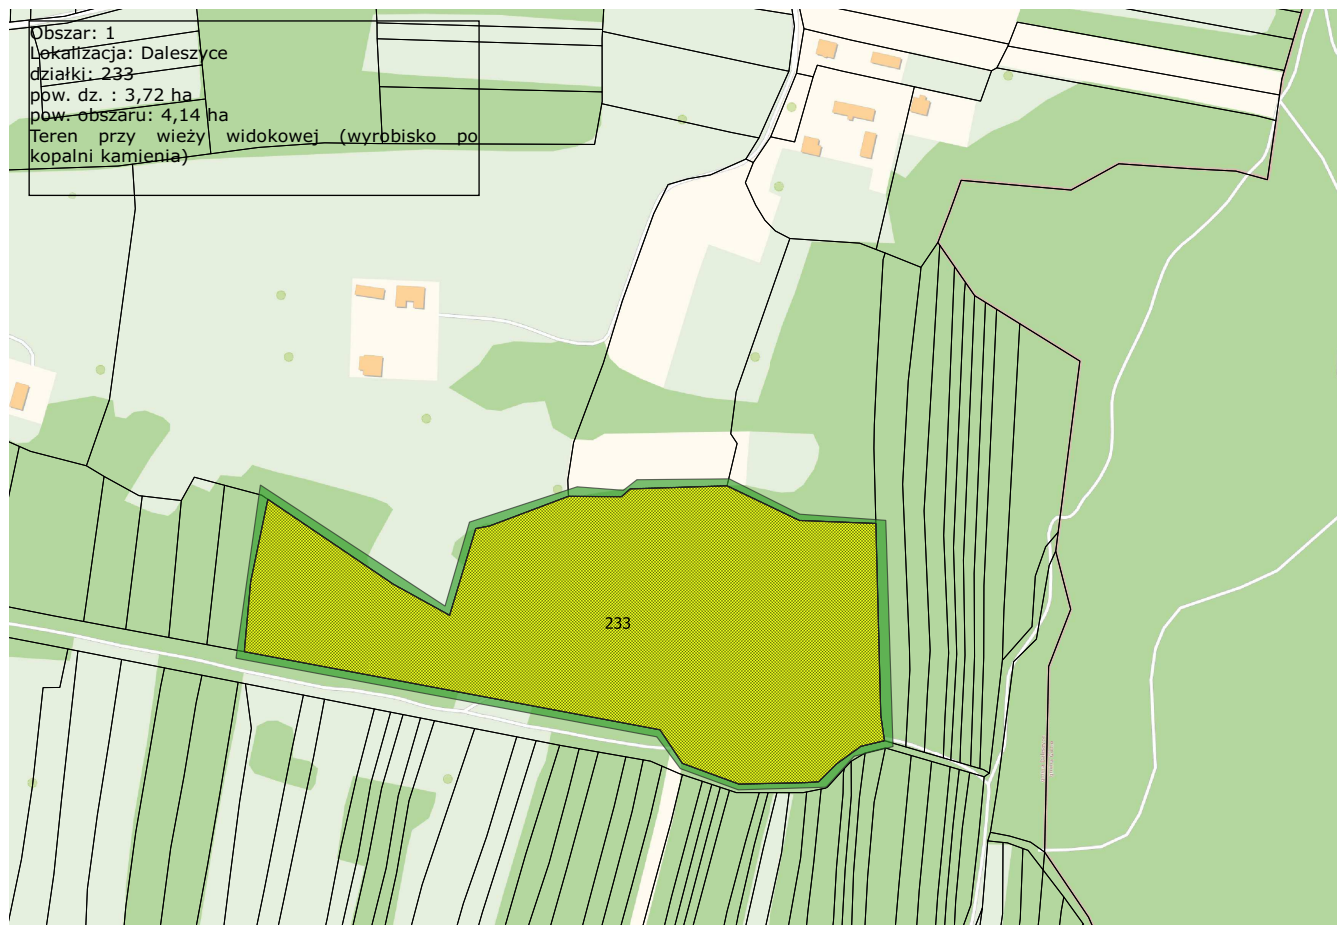 Obszar: 1
Lokalizacja: Daleszyce
działki: 233
pow. dz. : 3,72 ha
pow. obszaru: 4,14 ha
Teren przy wieży widokowej (wyrobisko po
kopalni kamienia)
233